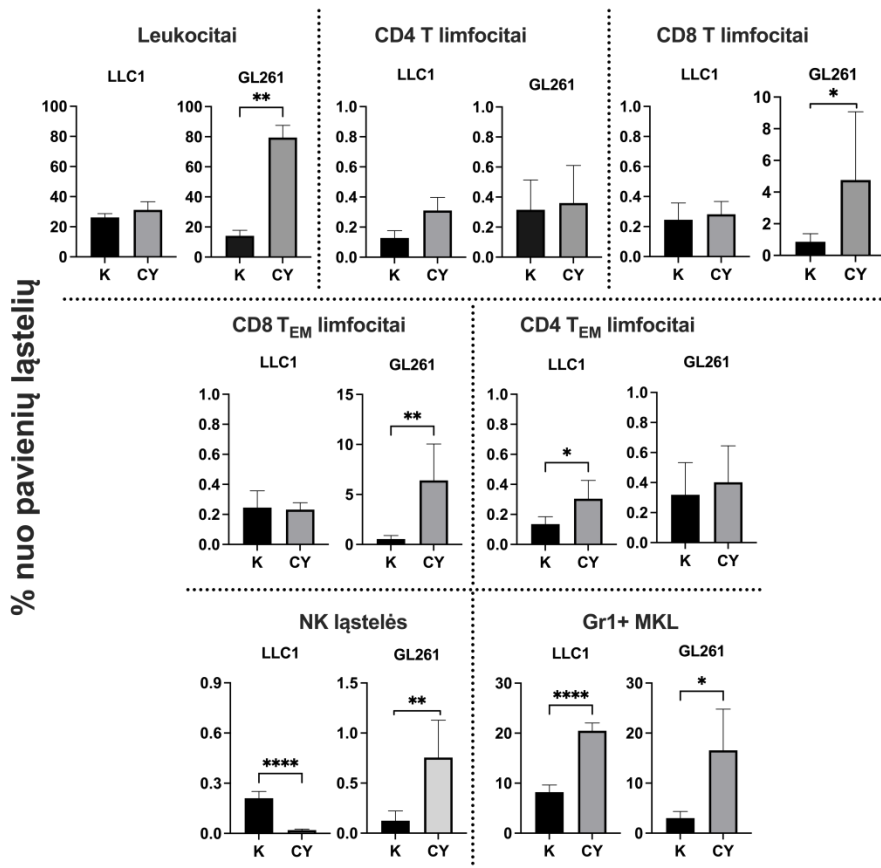 % nuo pavienių ląstelių
Leukocitai
LLC1
100
80
60
40
20
0
K CY
GL261
**
100
80
60
40
20
0
K CY
CD4 T limfocitai
LLC1
1.0
0.8
0.6
0.4
0.2
0.0
K CY
GL261
1.0
0.8
0.6
0.4
0.2
0.0
K CY
CD8 T limfocitai
LLC1
1.0
0.8
0.6
0.4
0.2
0.0
K CY
GL261
*
10
8
6
4
2
0
K CY
CD8 TEM limfocitai
LLC1
1.0
0.8
0.6
0.4
0.2
0.0
K CY
GL261
**
15
10
5
0
K CY
CD4 TEM limfocitai
LLC1
*
1.0
0.8
0.6
0.4
0.2
0.0
K CY
GL261
1.0
0.8
0.6
0.4
0.2
0.0
K CY
NK ląstelės
LLC1
****
0.9
0.6
0.3
0.0
K CY
GL261
**
1.5
1.0
0.5
0.0
K CY
Gr1+ MKL
LLC1
****
30
20
10
0
K CY
GL261
*
30
20
10
0
K CY